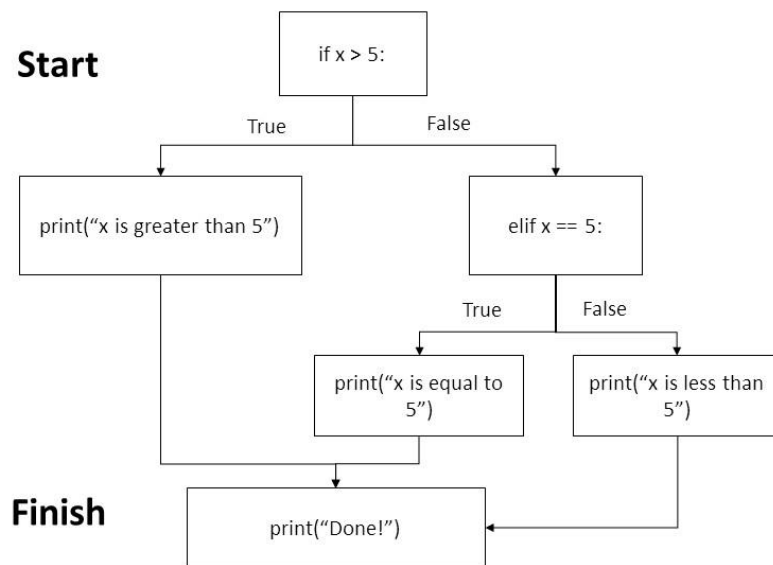 if x > 5:
Start
True
False
print(“x is greater than 5”)
elif x == 5:
True
False
print(“x is equal to
5”)
print(“x is less than
5”)
Finish
print(“Done!”)